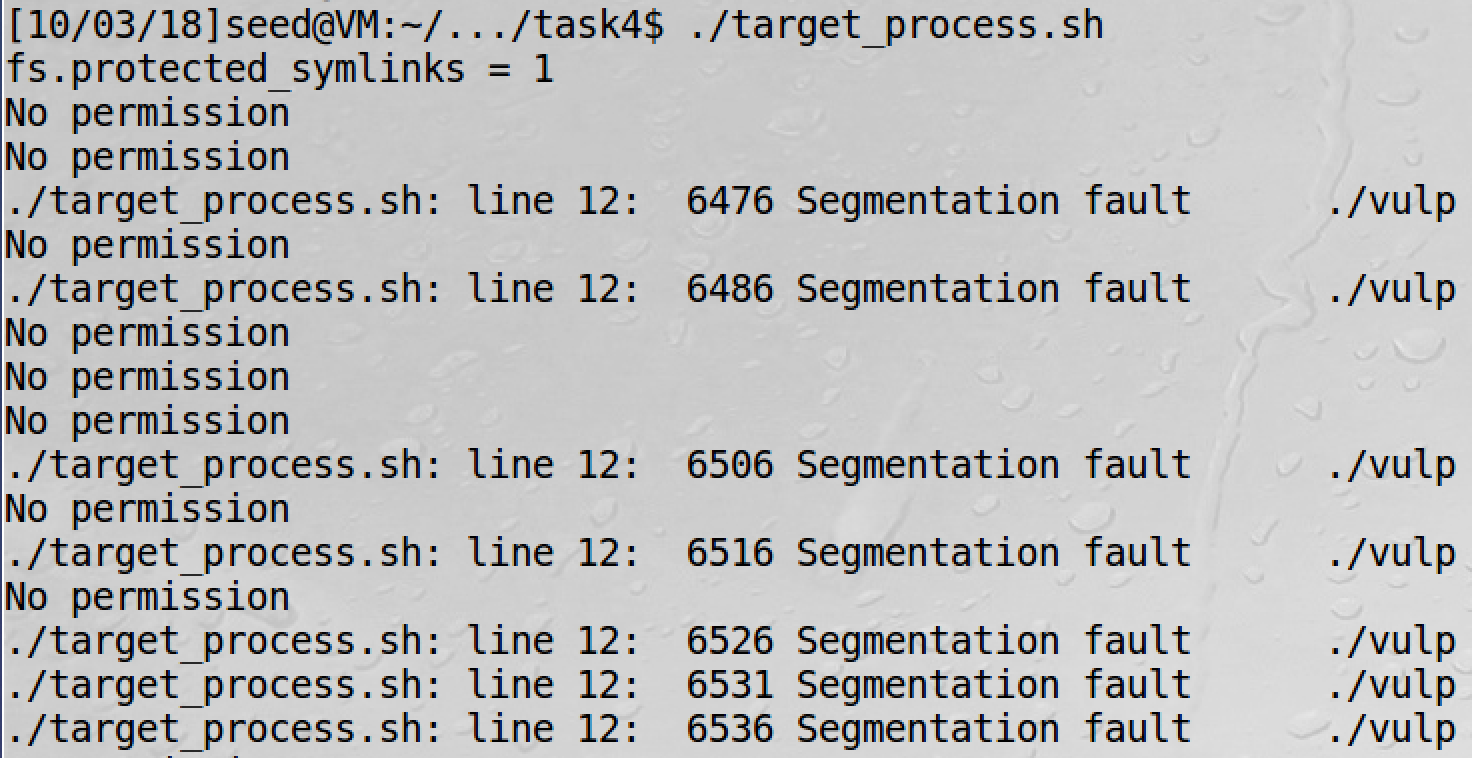 [10/03/18]seed@VM:~/.../task4$ ./target_process.sh
fs.protected_symlinks = 1
No permission
No permission
./target_process.sh: line 12:  6476 Segmentation fault      ./vulp
No permission
./target_process.sh: line 12:  6486 Segmentation fault      ./vulp
No permission
No permission
No permission
./target_process.sh: line 12:  6506 Segmentation fault      ./vulp
No permission
./target_process.sh: line 12:  6516 Segmentation fault      ./vulp
No permission
./target_process.sh: line 12:  6526 Segmentation fault      ./vulp
./target_process.sh: line 12:  6531 Segmentation fault      ./vulp
./target_process.sh: line 12:  6536 Segmentation fault      ./vulp